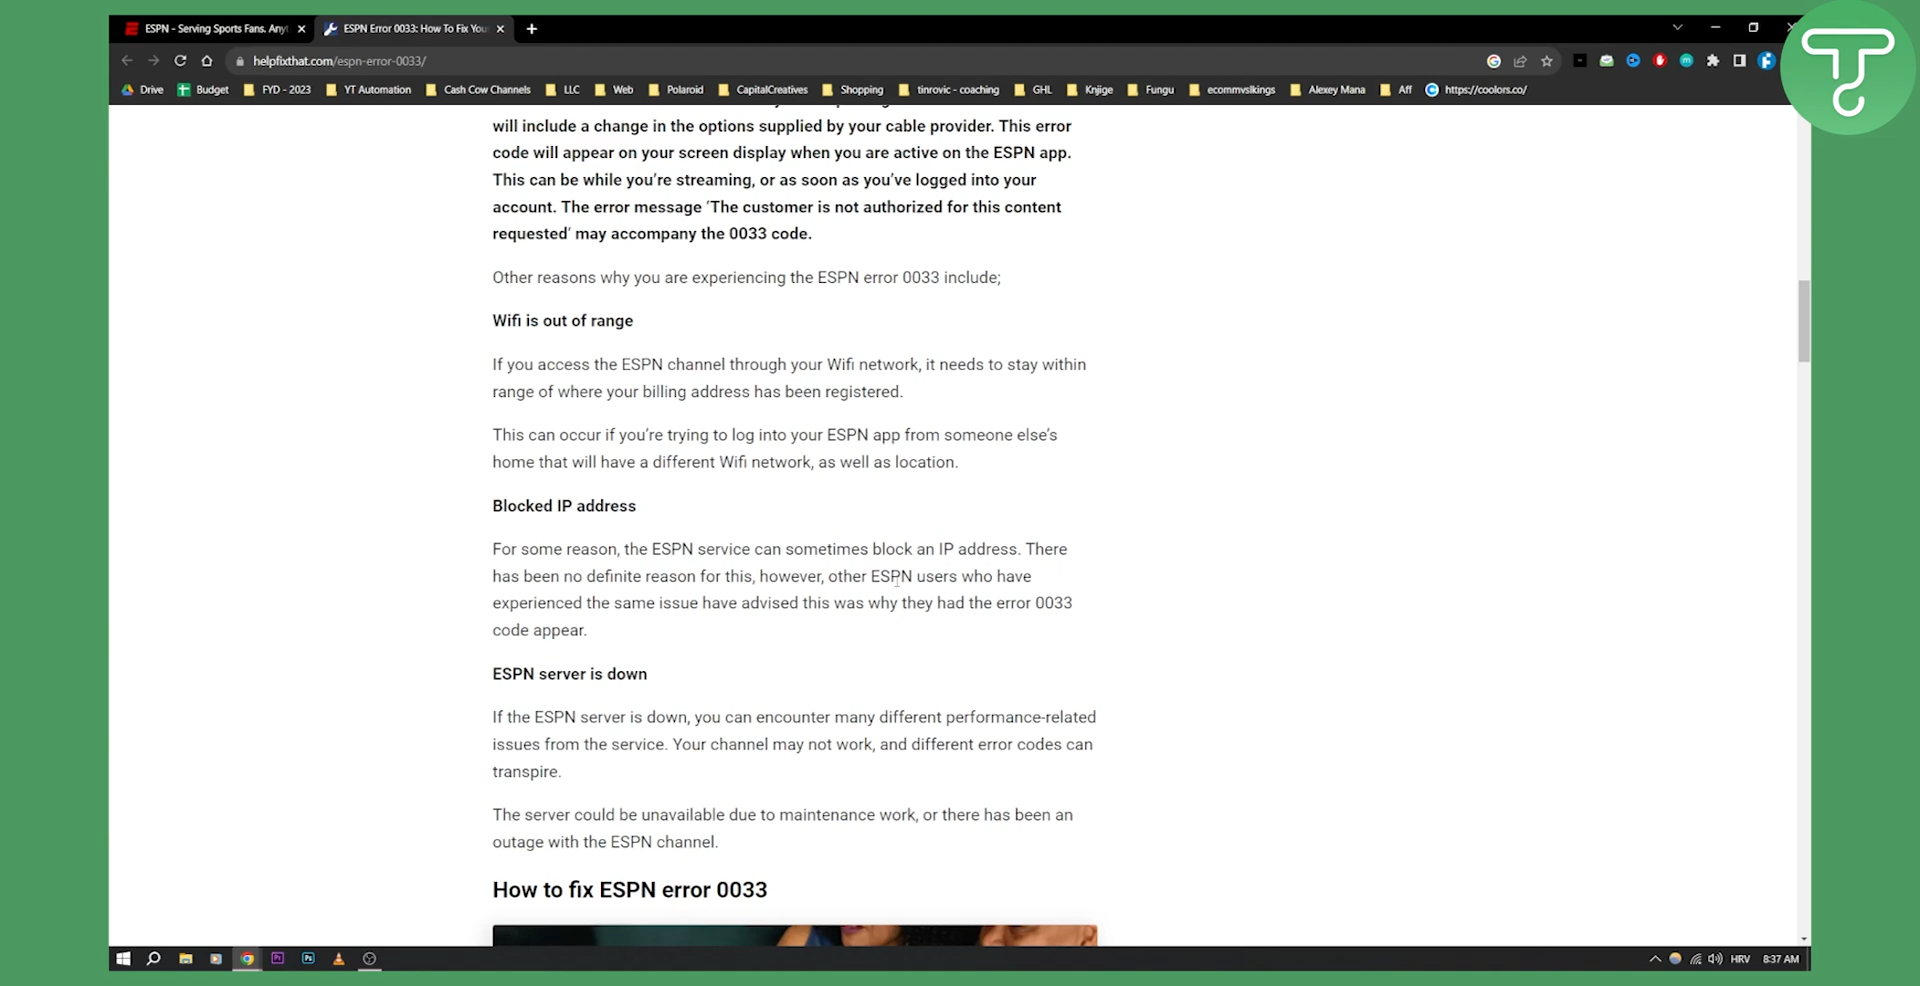 ESPN - Serving Sports Fans. Any
ESPN Error 0033: How To Fix You
helpfixthat.com/espn-error-0033/
Drive Budget FYD - 2023 YT Automation Cash Cow Channels LLC Web Polaroid CapitalCreatives Shopping tinrovic - coaching GHL Knjige Fungu ecommvslkings Alexey Mana Aff https://coolors.co/
will include a change in the options supplied by your cable provider. This error
code will appear on your screen display when you are active on the ESPN app.
This can be while you’re streaming, or as soon as you’ve logged into your
account. The error message ‘The customer is not authorized for this content
requested‘ may accompany the 0033 code.
Other reasons why you are experiencing the ESPN error 0033 include;
Wifi is out of range
If you access the ESPN channel through your Wifi network, it needs to stay within
range of where your billing address has been registered.
This can occur if you’re trying to log into your ESPN app from someone else’s
home that will have a different Wifi network, as well as location.
Blocked IP address
For some reason, the ESPN service can sometimes block an IP address. There
has been no definite reason for this, however, other ESPN users who have
experienced the same issue have advised this was why they had the error 0033
code appear.
ESPN server is down
If the ESPN server is down, you can encounter many different performance-related
issues from the service. Your channel may not work, and different error codes can
transpire.
The server could be unavailable due to maintenance work, or there has been an
outage with the ESPN channel.
How to fix ESPN error 0033
HRV 8:37 AM